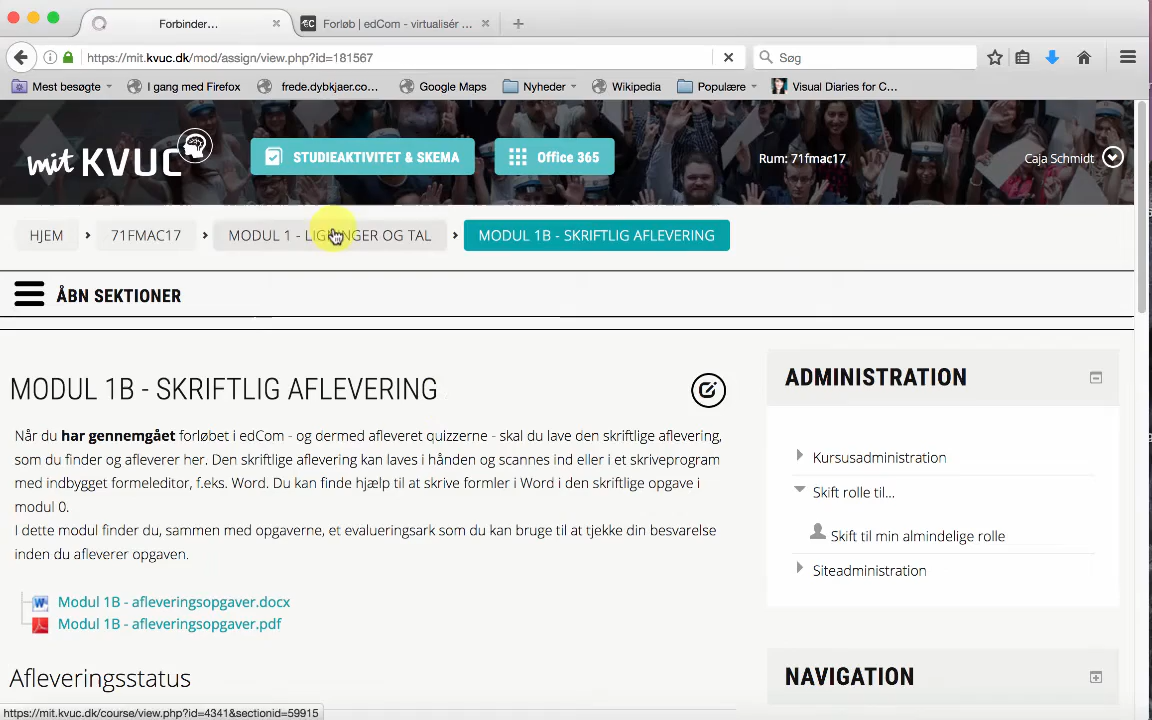 Forbinder...
Forløb | edCom - virtualisér ...
https://mit.kvuc.dk/mod/assign/view.php?id=181567
Søg
Mest besøgte
I gang med Firefox
frede.dybkjaer.co...
Google Maps
Nyheder
Wikipedia
Populære
Visual Diaries for C...
mit KVUC
STUDIEAKTIVITET & SKEMA
Office 365
Rum: 71fmac17
Caja Schmidt
HJEM
71FMAC17
MODUL 1 - LIGNINGER OG TAL
MODUL 1B - SKRIFTLIG AFLEVERING
ÅBN SEKTIONER
MODUL 1B - SKRIFTLIG AFLEVERING
Når du har gennemgået forløbet i edCom - og dermed afleveret quizzerne - skal du lave den skriftlige aflevering,
som du finder og afleverer her. Den skriftlige aflevering kan laves i hånden og scannes ind eller i et skriveprogram
med indbygget formeleditor, f.eks. Word. Du kan finde hjælp til at skrive formler i Word i den skriftlige opgave i
modul 0.
I dette modul finder du, sammen med opgaverne, et evalueringsark som du kan bruge til at tjekke din besvarelse
inden du afleverer opgaven.
Modul 1B - afleveringsopgaver.docx
Modul 1B - afleveringsopgaver.pdf
Afleveringsstatus
ADMINISTRATION
Kursusadministration
Skift rolle til...
Skift til min almindelige rolle
Siteadministration
NAVIGATION
https://mit.kvuc.dk/course/view.php?id=4341&sectionid=59915